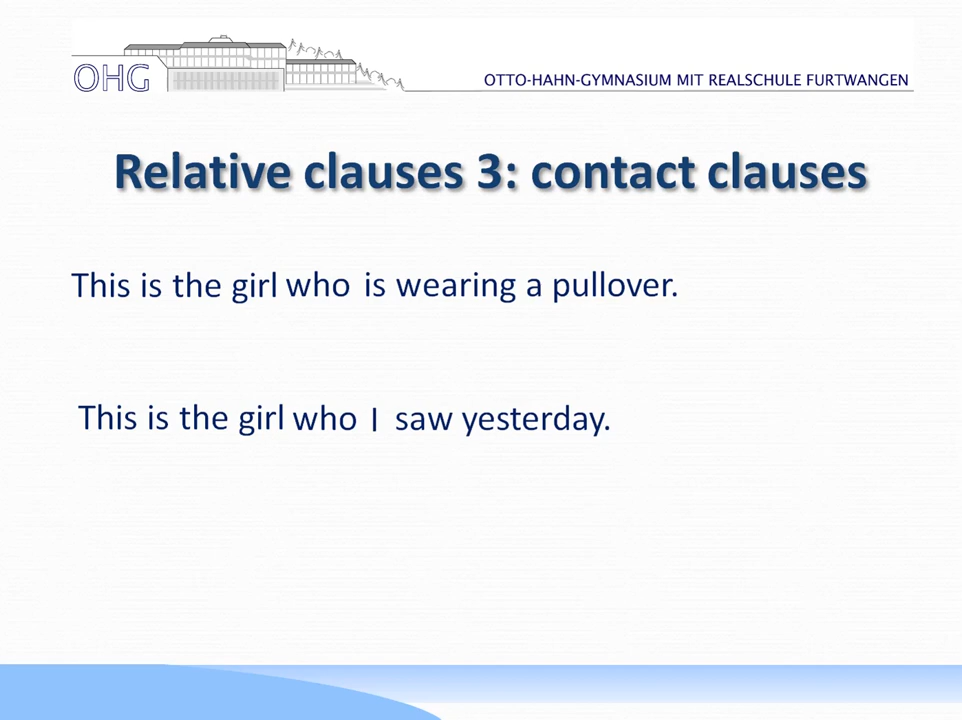 OHG
OTTO-HAHN-GYMNASIUM MIT REALSCHULE FURTWANGEN
Relative clauses 3: contact clauses
This is the girl who is wearing a pullover.
This is the girl who I saw yesterday.